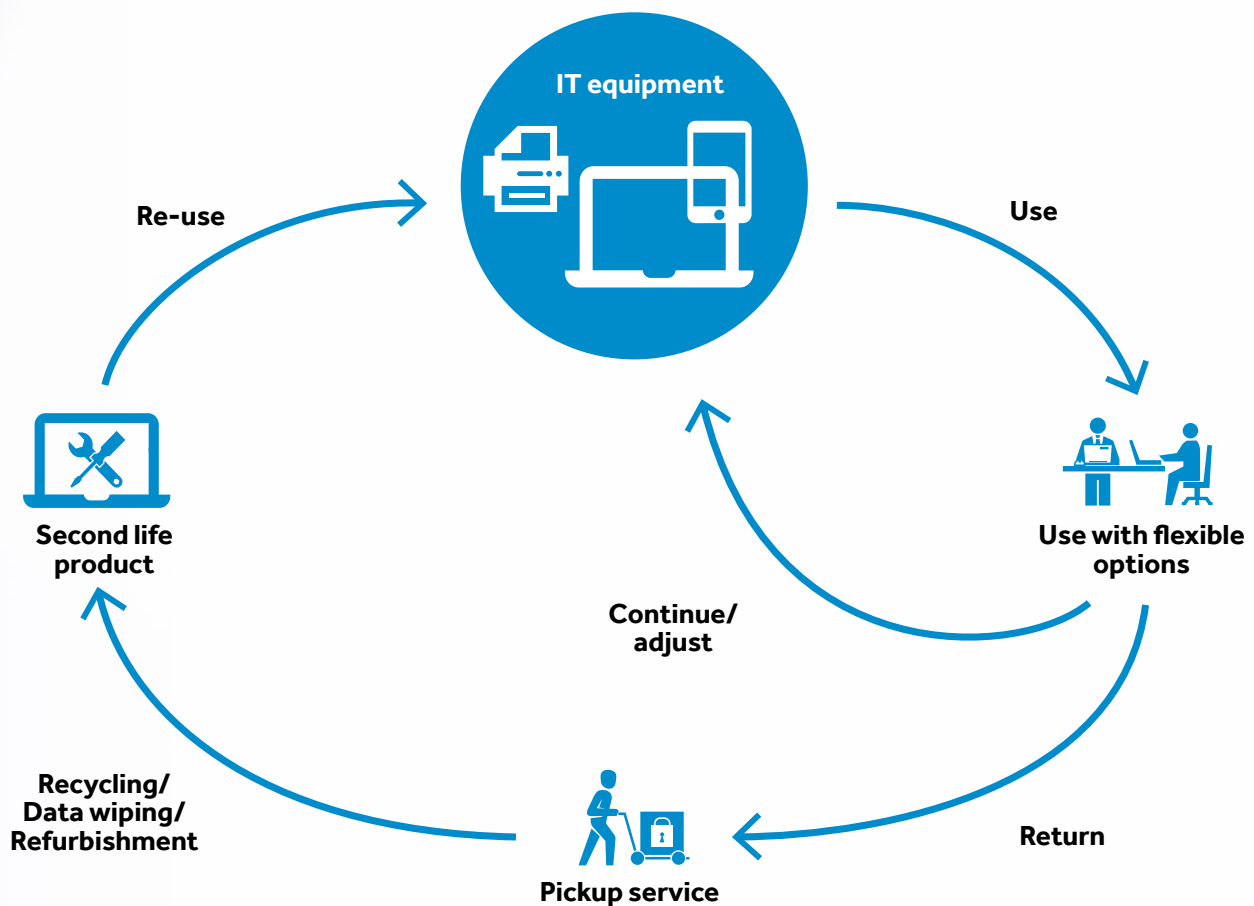 IT equipment
Re-use
Use
Second life
product
Use with flexible
options
Continue/
adjust
Recycling/
Data wiping/
Refurbishment
Return
Pickup service